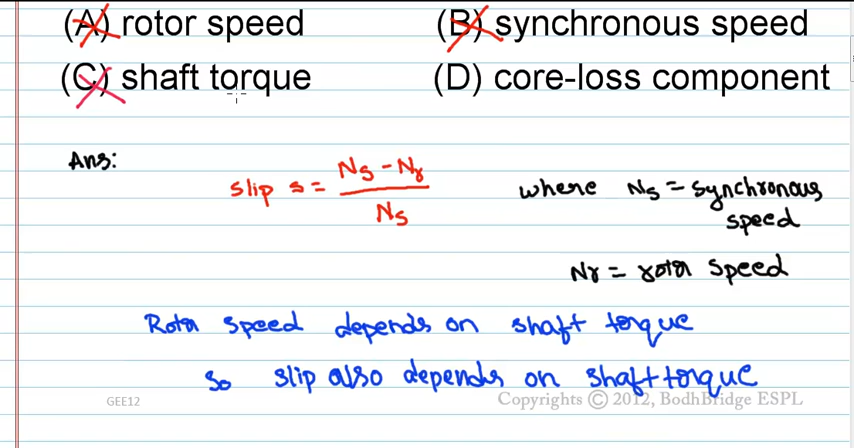 (A) rotor speed (B) synchronous speed
(C) shaft torque (D) core-loss component
Ans:
slip s = Ns - Nr / Ns
where Ns = synchronous speed
Nr = rotor speed
Rotor speed depends on shaft torque
So slip also depends on shaft torque
GEE12
Copyrights © 2012, BodhBridge ESPL